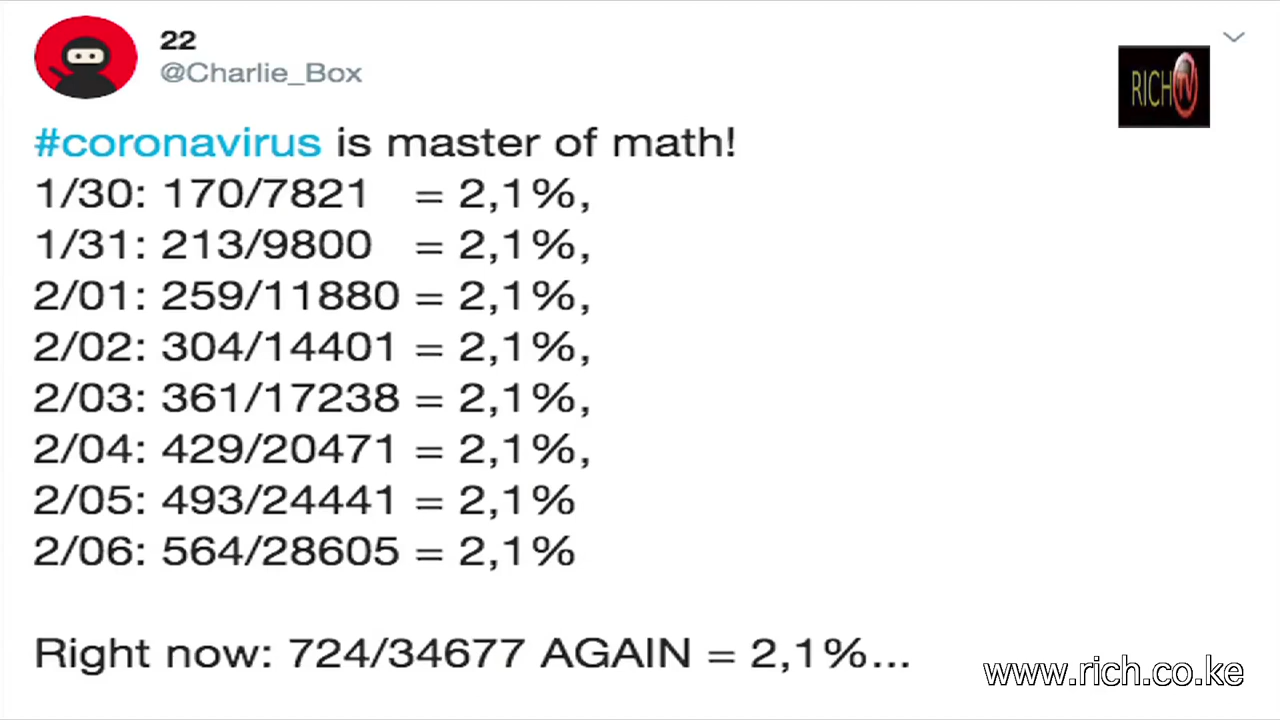 22
@Charlie_Box
RICH TV
#coronavirus is master of math!
1/30: 170/7821 = 2,1%,
1/31: 213/9800 = 2,1%,
2/01: 259/11880 = 2,1%,
2/02: 304/14401 = 2,1%,
2/03: 361/17238 = 2,1%,
2/04: 429/20471 = 2,1%,
2/05: 493/24441 = 2,1%
2/06: 564/28605 = 2,1%
Right now: 724/34677 AGAIN = 2,1%...
www.rich.co.ke